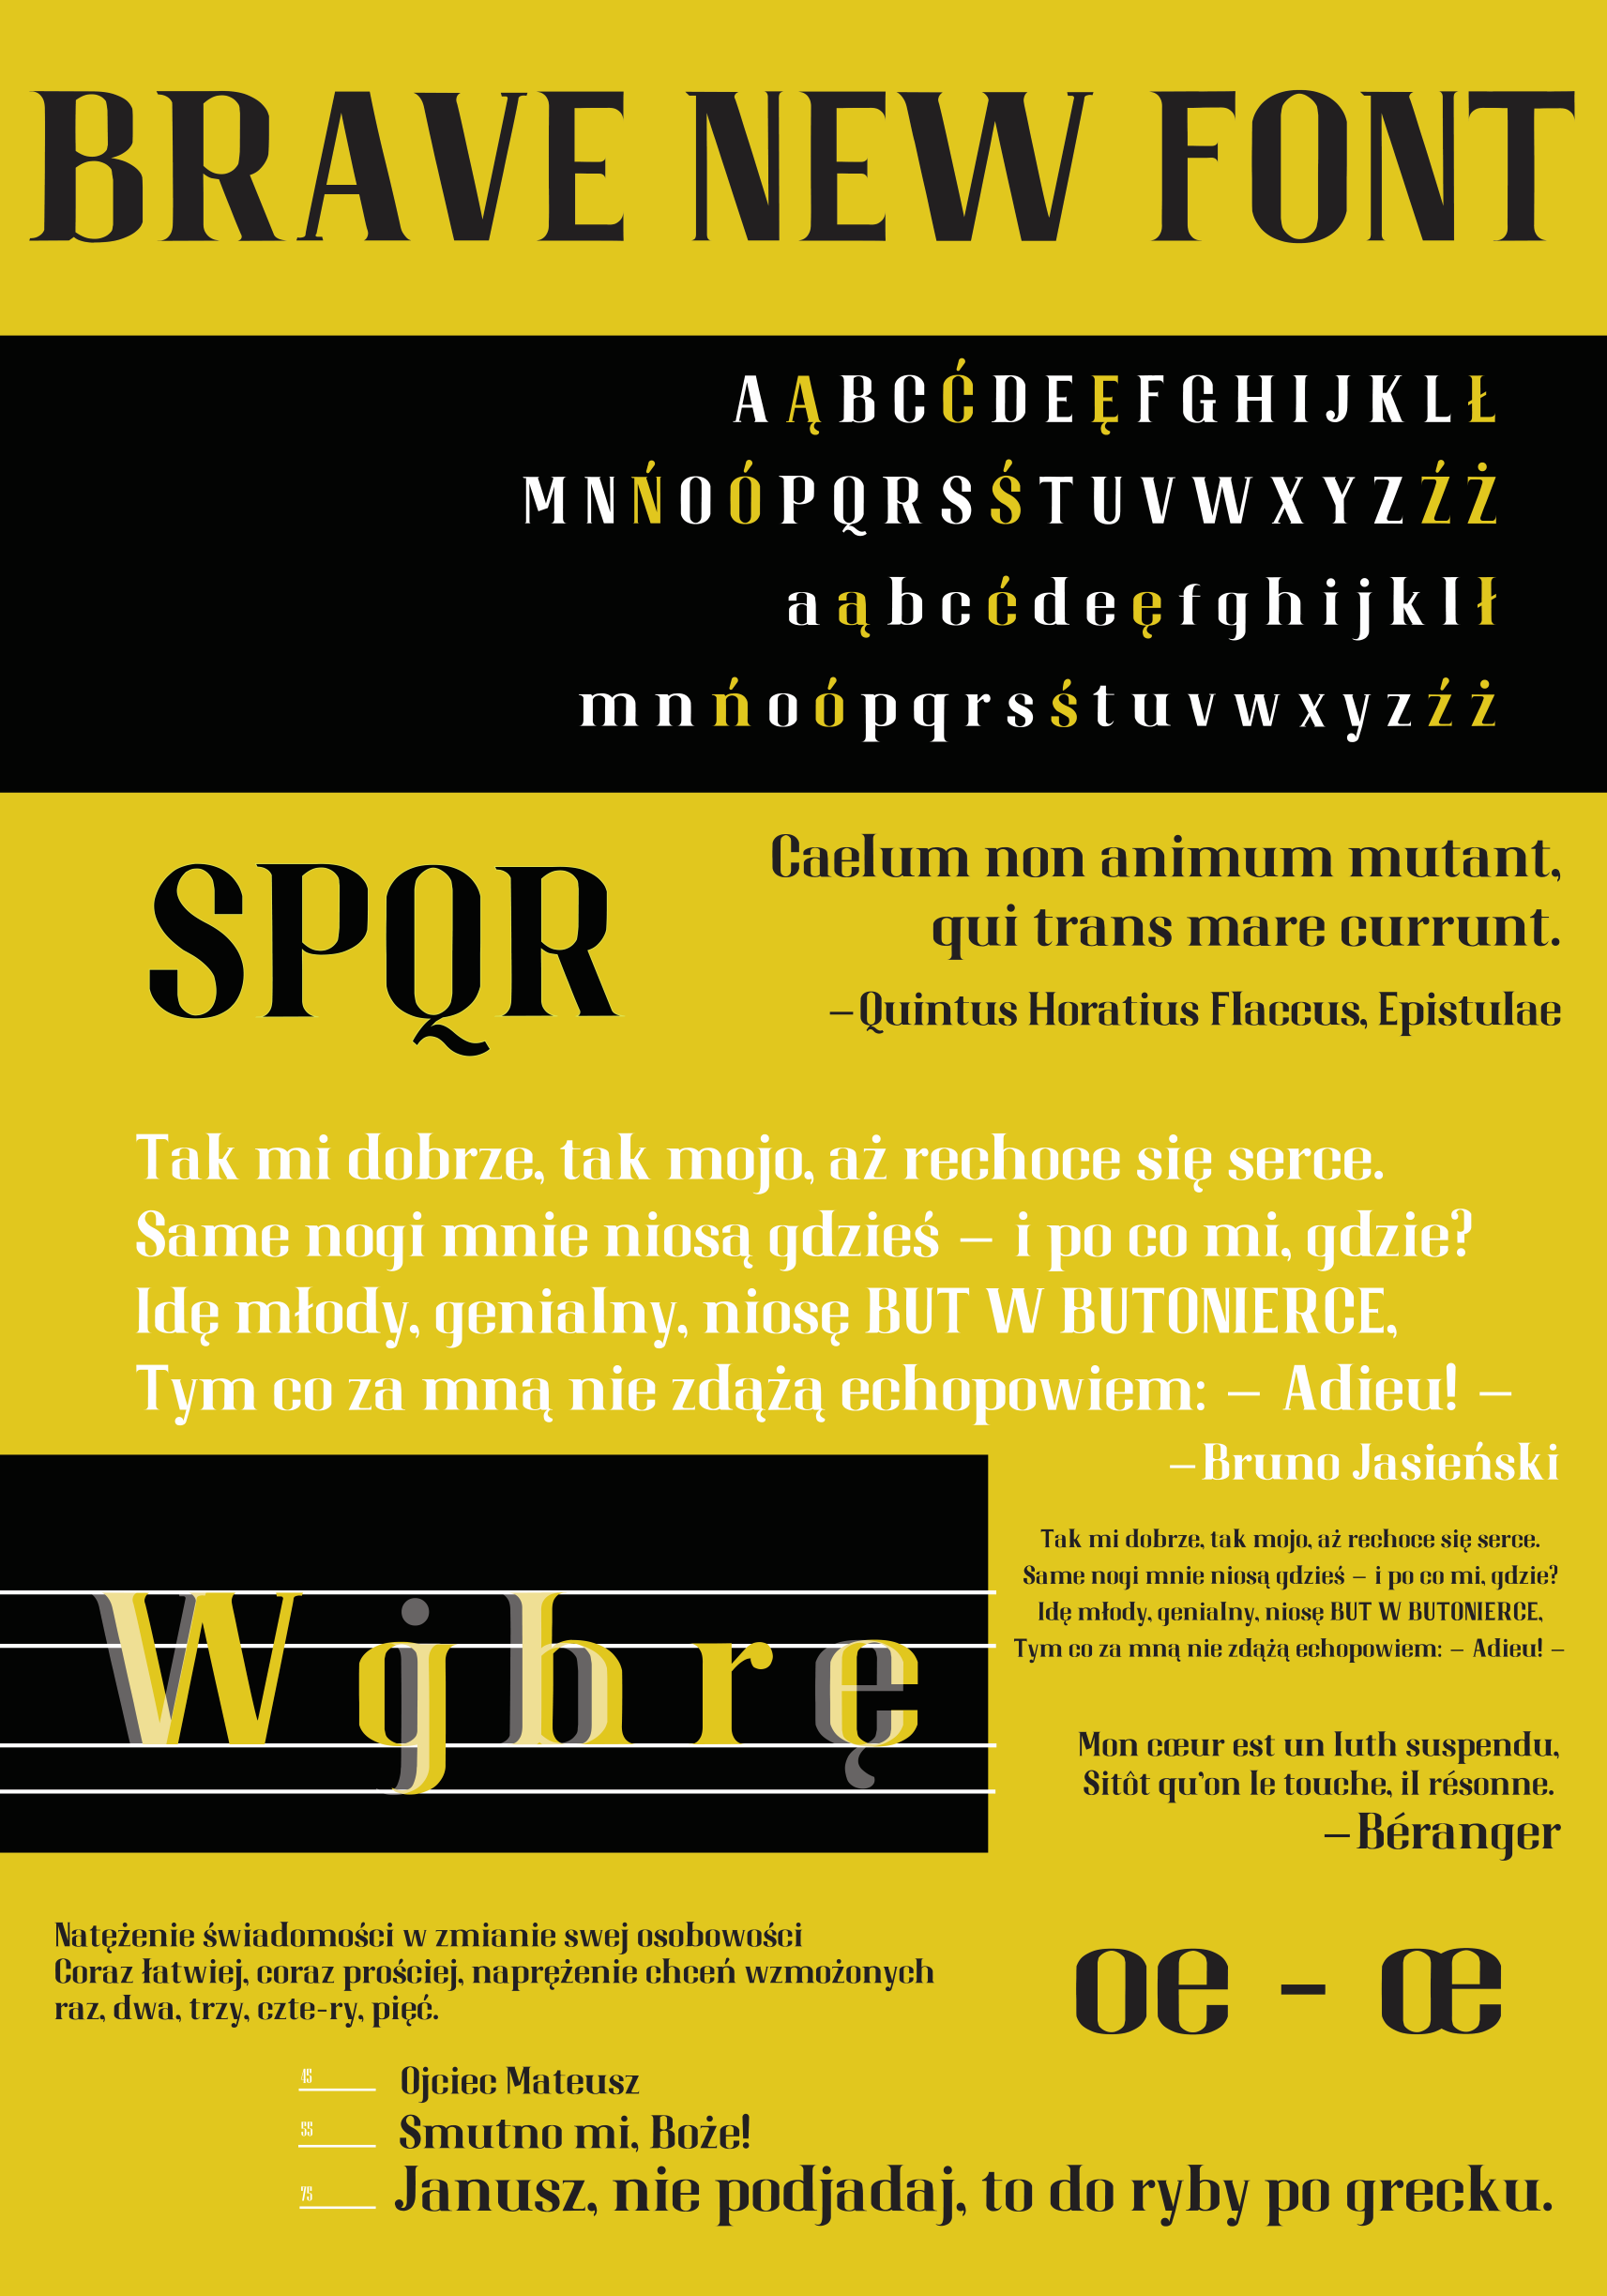 BRAVE NEW FONT
A Ą B C Ć D E Ę F G H I J K L Ł
M N Ń O Ó P Q R S Ś T U V W X Y Z Ź Ż
a ą b c ć d e ę f g h i j k l ł
m n ń o ó p q r s ś t u v w x y z ź ż
SPQR
Caelum non animum mutant,
qui trans mare currunt.
–Quintus Horatius Flaccus, Epistulae
Tak mi dobrze, tak mojo, aż rechoce się serce.
Same nogi mnie niosą gdzieś – i po co mi, gdzie?
Idę młody, genialny, niosę BUT W BUTONIERCE,
Tym co za mną nie zdążą echopowiem: – Adieu! –
–Bruno Jasieński
Tak mi dobrze, tak mojo, aż rechoce się serce.
Same nogi mnie niosą gdzieś – i po co mi, gdzie?
Idę młody, genialny, niosę BUT W BUTONIERCE,
Tym co za mną nie zdążą echopowiem: – Adieu! –
W g h r e
Mon cœur est un luth suspendu,
Sitôt qu’on le touche, il résonne.
–Béranger
Natężenie świadomości w zmianie swej osobowości
Coraz łatwiej, coraz prościej, naprężenie chceń wzmożonych
raz, dwa, trzy, czte-ry, pięć.
oe - œ
45 Ojciec Mateusz
55 Smutno mi, Boże!
75 Janusz, nie podjadaj, to do ryby po grecku.